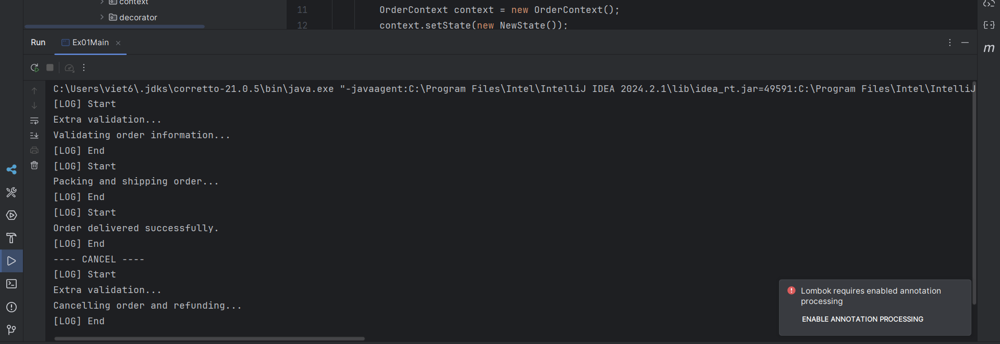 context
decorator
11 OrderContext context = new OrderContext();
12 context.setState(new NewState());
Run Ex01Main
m
C:\Users\viet6\.jdks\corretto-21.0.5\bin\java.exe "-javaagent:C:\Program Files\Intel\IntelliJ IDEA 2024.2.1\lib\idea_rt.jar=49591:C:\Program Files\Intel\IntelliJ
[LOG] Start
Extra validation...
Validating order information...
[LOG] End
[LOG] Start
Packing and shipping order...
[LOG] End
[LOG] Start
Order delivered successfully.
[LOG] End
---- CANCEL ----
[LOG] Start
Extra validation...
Cancelling order and refunding...
[LOG] End
Lombok requires enabled annotation
processing
ENABLE ANNOTATION PROCESSING